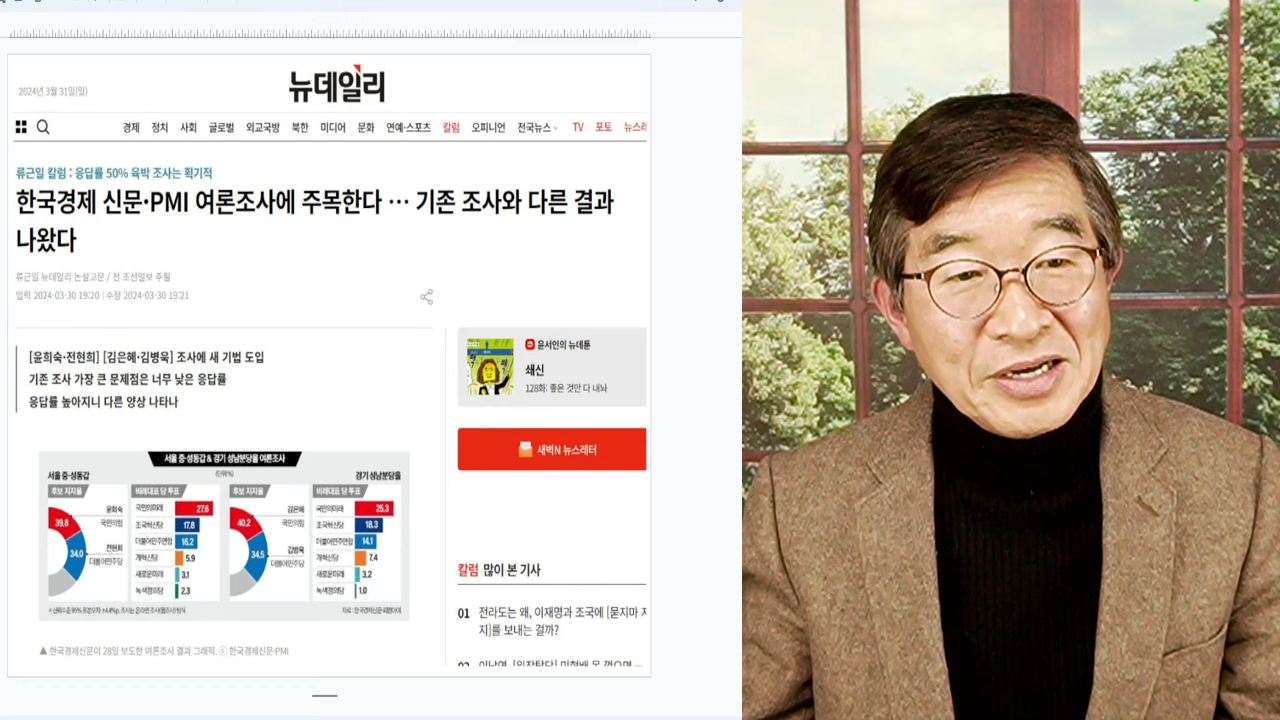 2024년 3월 31일(일)
뉴데일리
경제 정치 사회 글로벌 외교국방 북한 미디어 문화 연예·스포츠 칼럼 오피니언 전국뉴스 TV 포토 뉴스레
류근일 칼럼 : 응답률 50% 육박 조사는 획기적
한국경제 신문·PMI 여론조사에 주목한다 … 기존 조사와 다른 결과
나왔다
류근일 뉴데일리 논설고문 / 전 조선일보 주필
입력 2024-03-30 19:20 | 수정 2024-03-30 19:21
[윤희숙·전현희] [김은혜·김병욱] 조사에 새 기법 도입
기존 조사 가장 큰 문제점은 너무 낮은 응답률
응답률 높아지니 다른 양상 나타나
윤서인의 뉴데툰
쇄신
128화: 좋은 것만 다 내놔
새벽N 뉴스레터
서울 중·성동갑 & 경기 성남분당을 여론조사
(단위:%)
서울 중·성동갑
경기 성남분당을
후보 지지율
비례대표 당 투표
후보 지지율
비례대표 당 투표
윤희숙
국민의힘
39.8
전현희
더불어민주당
34.0
국민의미래 27.6
조국혁신당 17.8
더불어민주연합 16.2
개혁신당 5.9
새로운미래 3.1
녹색정의당 2.3
김은혜
국민의힘
40.2
김병욱
더불어민주당
34.5
국민의미래 25.3
조국혁신당 18.3
더불어민주연합 14.1
개혁신당 7.4
새로운미래 3.2
녹색정의당 1.0
▲ 한국경제신문이 28일 보도한 여론조사 결과 그래픽. ⓒ 한국경제신문-PMI
칼럼 많이 본 기사
01 전라도는 왜, 이재명과 조국에 [묻지마 지
지]를 보내는 걸까?